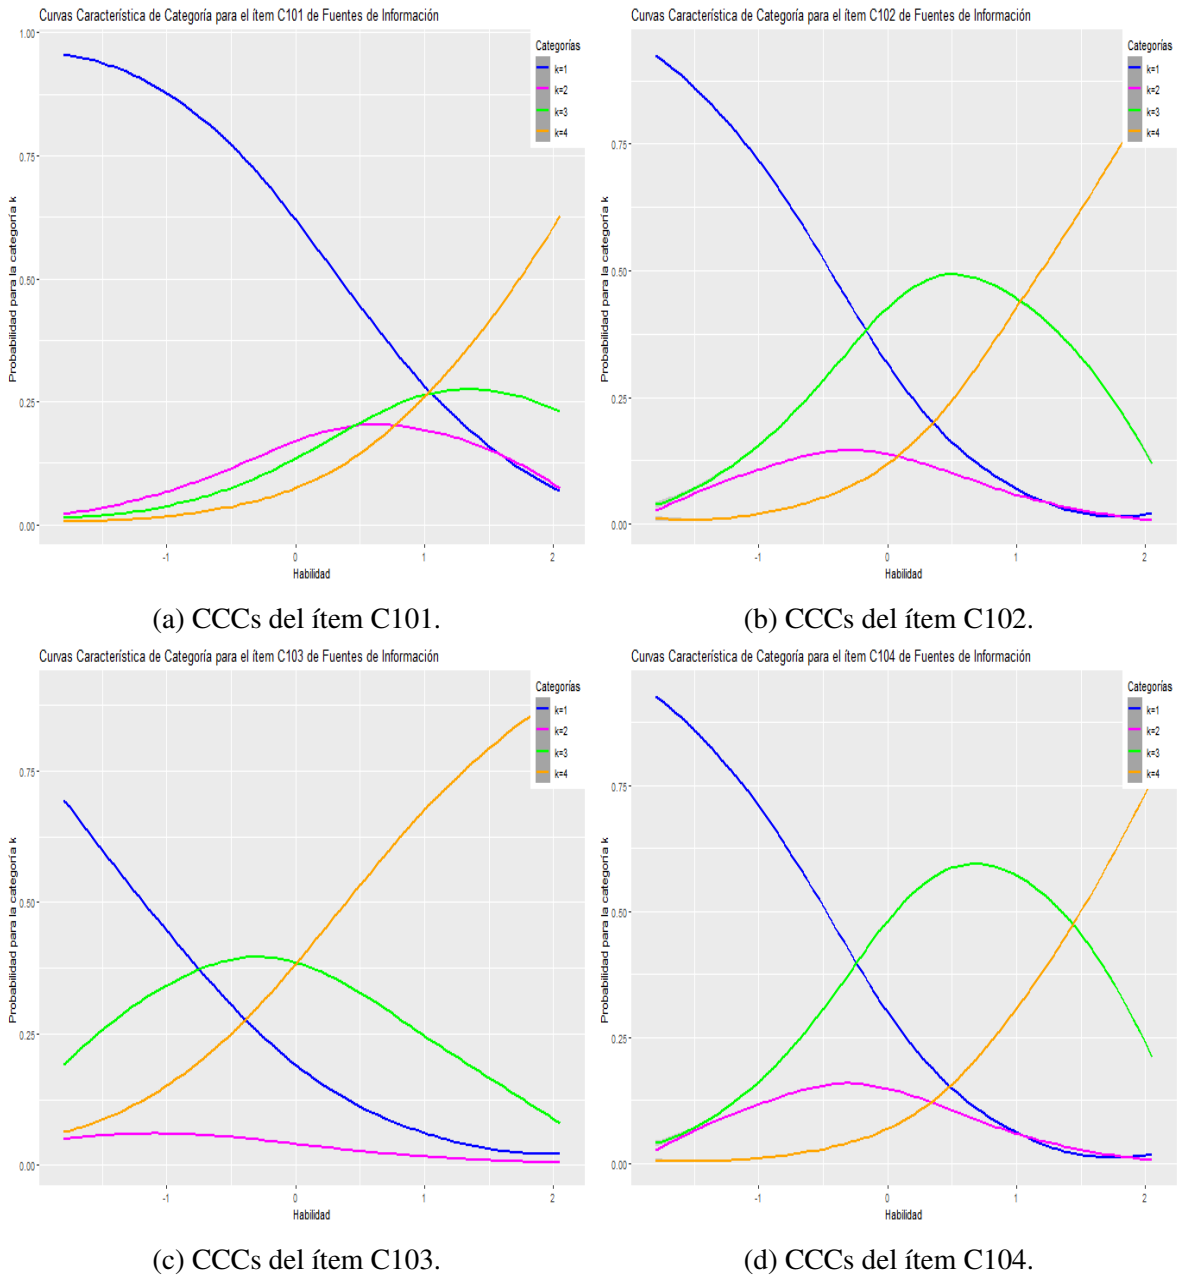 Curvas Característica de Categoría para el ítem C101 de Fuentes de Información
Categorías
k=1
k=2
k=3
k=4
1.00
0.75
0.50
0.25
0.00
Probabilidad para la categoría k
-1 0 1 2
Habilidad
(a) CCCs del ítem C101.
Curvas Característica de Categoría para el ítem C102 de Fuentes de Información
Categorías
k=1
k=2
k=3
k=4
0.75
0.50
0.25
0.00
Probabilidad para la categoría k
-1 0 1 2
Habilidad
(b) CCCs del ítem C102.
Curvas Característica de Categoría para el ítem C103 de Fuentes de Información
Categorías
k=1
k=2
k=3
k=4
0.75
0.50
0.25
0.00
Probabilidad para la categoría k
-1 0 1 2
Habilidad
(c) CCCs del ítem C103.
Curvas Característica de Categoría para el ítem C104 de Fuentes de Información
Categorías
k=1
k=2
k=3
k=4
0.75
0.50
0.25
0.00
Probabilidad para la categoría k
-1 0 1 2
Habilidad
(d) CCCs del ítem C104.